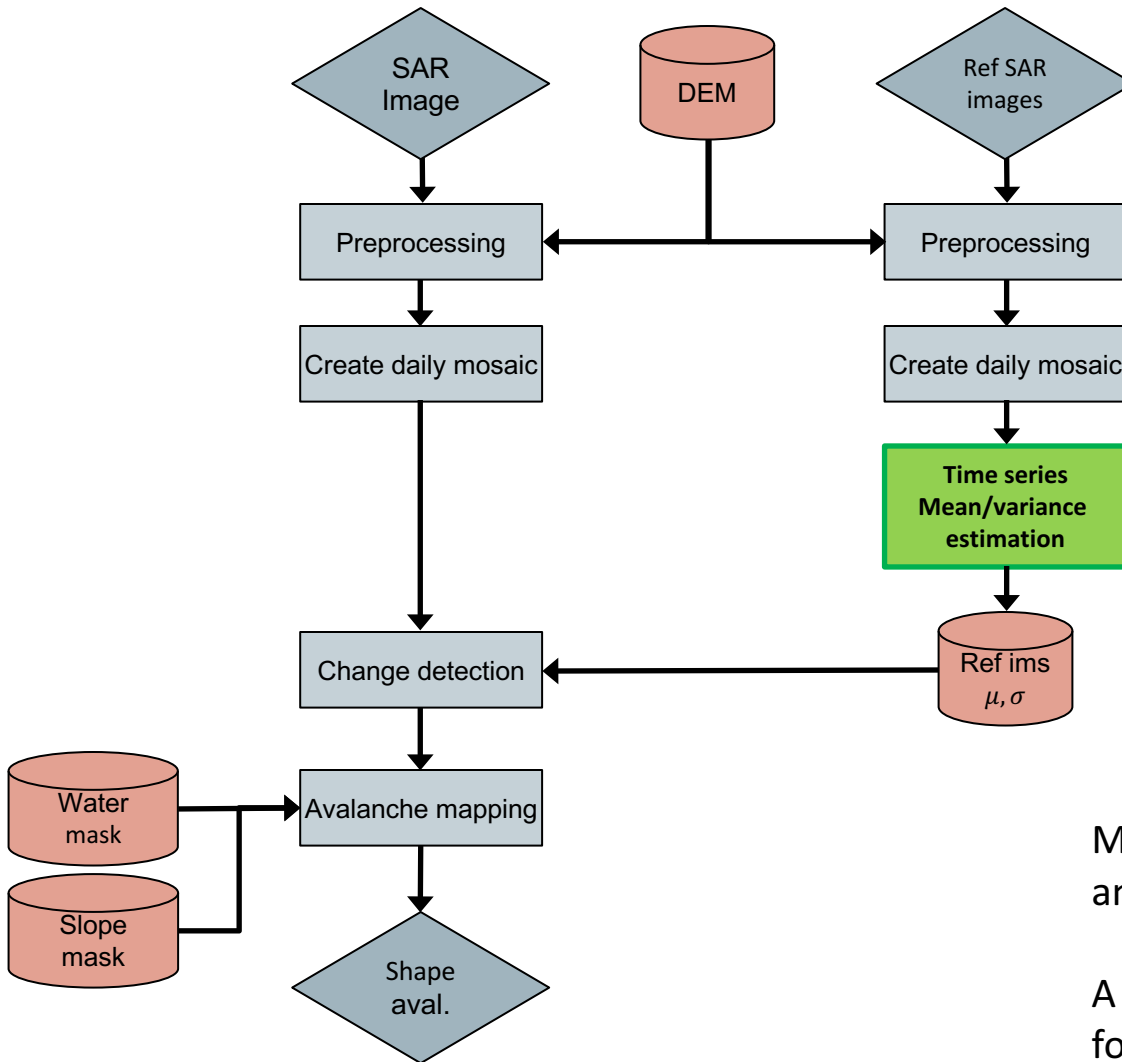 SAR
Image
DEM
Ref SAR
images
Preprocessing
Preprocessing
Create daily mosaic
Create daily mosaic
Time series
Mean/variance
estimation
Change detection
Ref ims
μ, σ
Avalanche mapping
Water
mask
Slope
mask
Shape
aval.
M
ar
A
fo